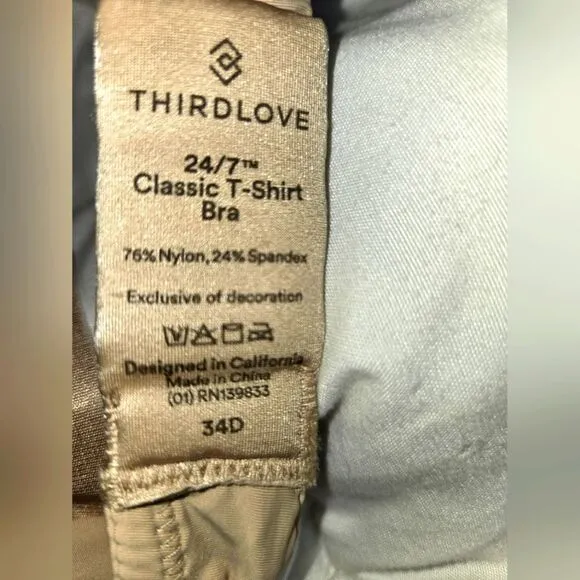 THIRDLOVE
24/7™
Classic T-Shirt
Bra
76% Nylon, 24% Spandex
Exclusive of decoration
Designed in California
Made in China
(01) RN139833
34D